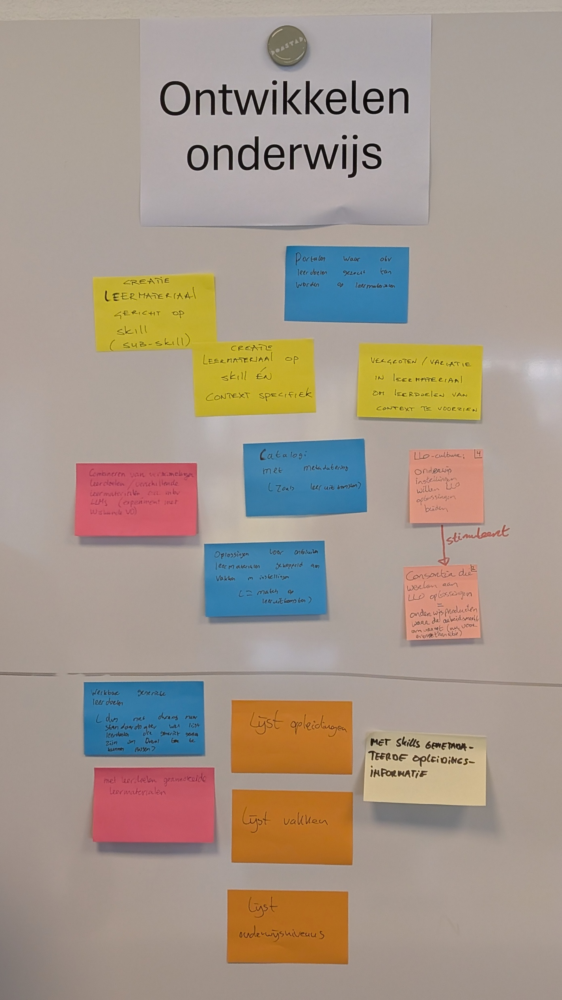 DOMSTAD
Ontwikkelen
onderwijs
Portalen waar obv
leerdoelen gezocht kan
worden op leermaterialen
CREATIE
LEERMATERIAAL
GERICHT OP
skill
(SUB-skill)
CREATIE
LEERMATERIAAL OP
skill ÉN
CONTEXT SPECIFIEK
VERGROTEN / VARIATIE
IN LEERMATERIAAL
OM LEERDOELEN VAN
CONTEXT TE VOORZIEN
Catalogi
met metadatering
(zoals leeruitkomsten)
LLO-cultuur; 4
onderwijs
instellingen
willen LLO
oplossingen
bieden
Combineren van verzamelingen
leerdoelen / verschillende
leermaterialen mbv
LLMs (experiment met
Wiskunde VO)
stimuleert
Oplossingen voor ontsluiten
leermaterialen gekoppeld aan
vakken in instellingen
(= match op
leeruitkomsten)
Consortia die 2
werken aan
LLO oplossingen
=
onderwijsproducten
waar de arbeidsmarkt
om vraagt (nu voor
energietransitie)
Werkbare generieke
leerdoelen
( dus niet naar
standaard wel lijst
leerdoelen die generiek genoeg
zijn om toe te
kunnen passen)
Lijst opleidingen
MET Skills GEMETADA-
TEERDE OPLEIDINGS-
INFORMATIE
met leerdoelen geannoteerde
leermaterialen
Lijst vakken
Lijst
onderwijsniveaus